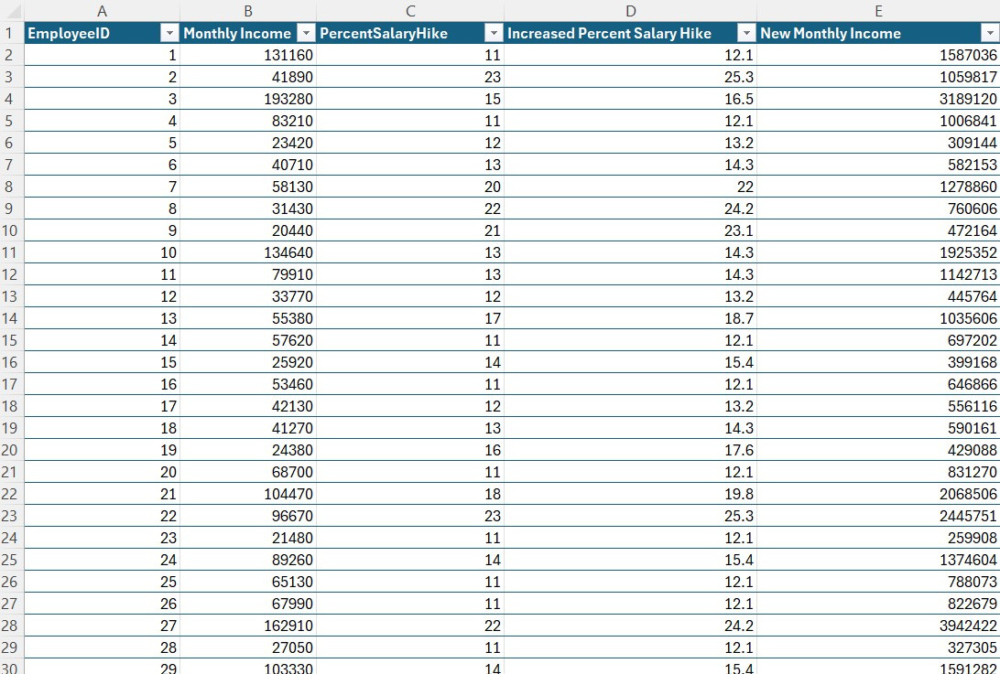 A B C D E
1 EmployeeID Monthly Income PercentSalaryHike Increased Percent Salary Hike New Monthly Income
2 1 131160 11 12.1 1587036
3 2 41890 23 25.3 1059817
4 3 193280 15 16.5 3189120
5 4 83210 11 12.1 1006841
6 5 23420 12 13.2 309144
7 6 40710 13 14.3 582153
8 7 58130 20 22 1278860
9 8 31430 22 24.2 760606
10 9 20440 21 23.1 472164
11 10 134640 13 14.3 1925352
12 11 79910 13 14.3 1142713
13 12 33770 12 13.2 445764
14 13 55380 17 18.7 1035606
15 14 57620 11 12.1 697202
16 15 25920 14 15.4 399168
17 16 53460 11 12.1 646866
18 17 42130 12 13.2 556116
19 18 41270 13 14.3 590161
20 19 24380 16 17.6 429088
21 20 68700 11 12.1 831270
22 21 104470 18 19.8 2068506
23 22 96670 23 25.3 2445751
24 23 21480 11 12.1 259908
25 24 89260 14 15.4 1374604
26 25 65130 11 12.1 788073
27 26 67990 11 12.1 822679
28 27 162910 22 24.2 3942422
29 28 27050 11 12.1 327305
30 29 103330 14 15.4 1591282